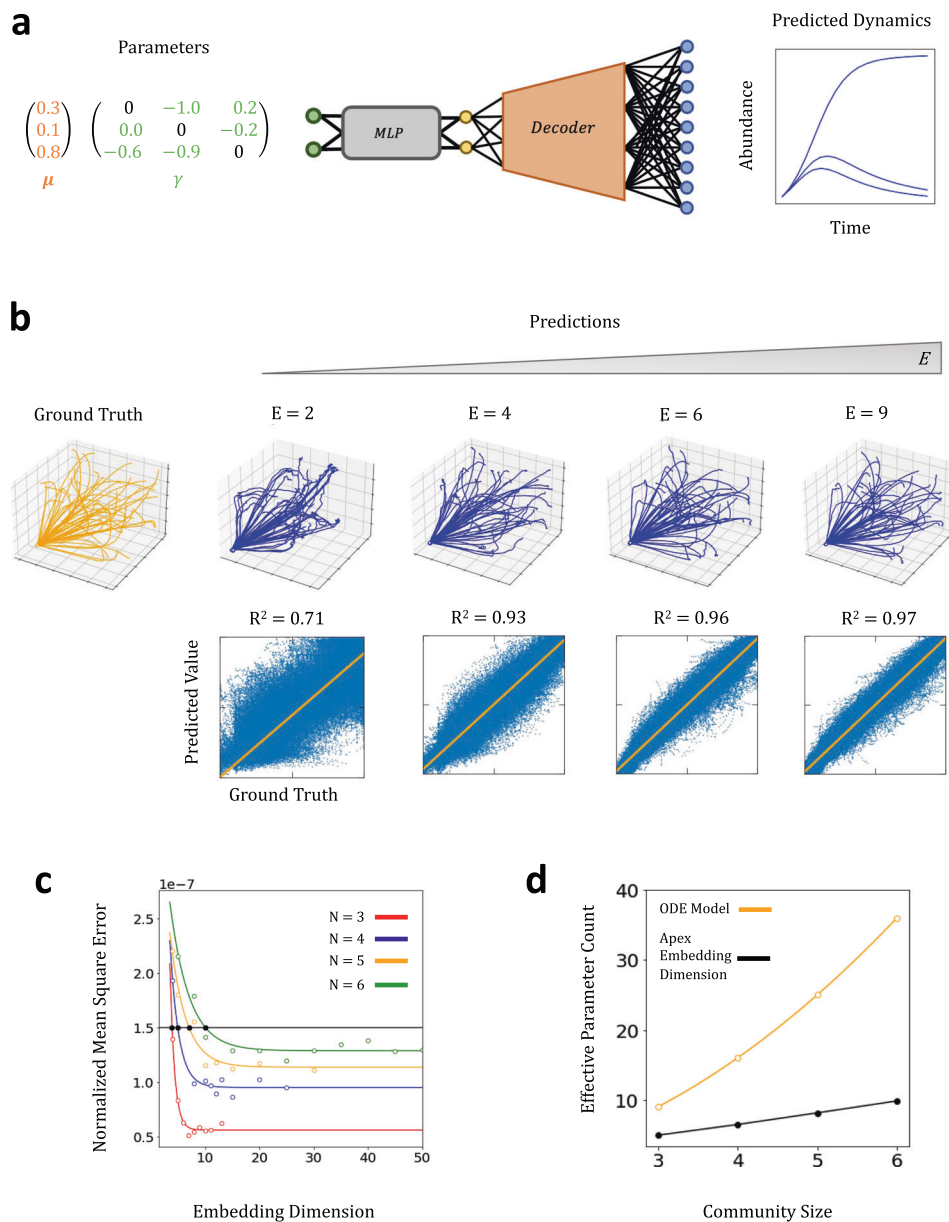 a
Parameters
Predicted Dynamics
0.3 0 −1.0 0.2
0.1 0.0 0 −0.2
0.8 −0.6 −0.9 0
μ γ
MLP
Decoder
Abundance
Time
b
Predictions
E
Ground Truth E = 2 E = 4 E = 6 E = 9
R² = 0.71 R² = 0.93 R² = 0.96 R² = 0.97
Predicted Value
Ground Truth
c
1e−7
Normalized Mean Square Error
2.5
2.0
1.5
1.0
0.5
N = 3
N = 4
N = 5
N = 6
10 20 30 40 50
Embedding Dimension
d
Effective Parameter Count
40
30
20
10
ODE Model
Apex
Embedding
Dimension
3 4 5 6
Community Size